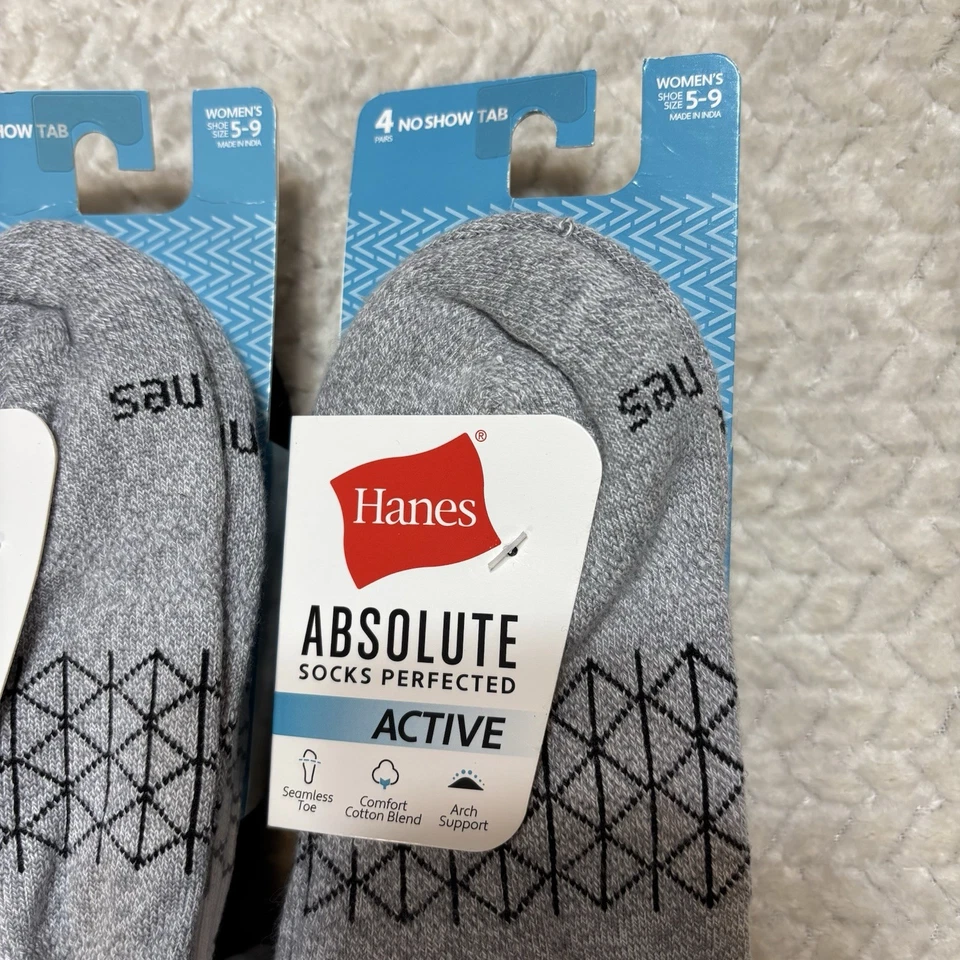 HOW TAB
WOMEN'S
SHOE SIZE 5-9
MADE IN INDIA
4 PAIRS NO SHOW TAB
WOMEN'S
SHOE SIZE 5-9
MADE IN INDIA
Hanes®
ABSOLUTE
SOCKS PERFECTED
ACTIVE
Seamless
Toe
Comfort
Cotton Blend
Arch
Support